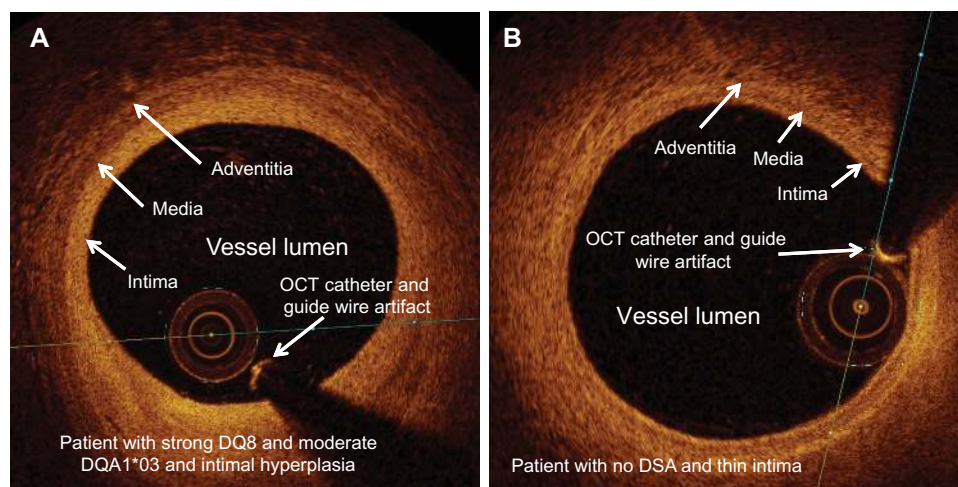 A
Adventitia
Media
Intima
Vessel lumen
OCT catheter and
guide wire artifact
Patient with strong DQ8 and moderate
DQA1*03 and intimal hyperplasia
B
Adventitia
Media
Intima
OCT catheter and guide
wire artifact
Vessel lumen
Patient with no DSA and thin intima